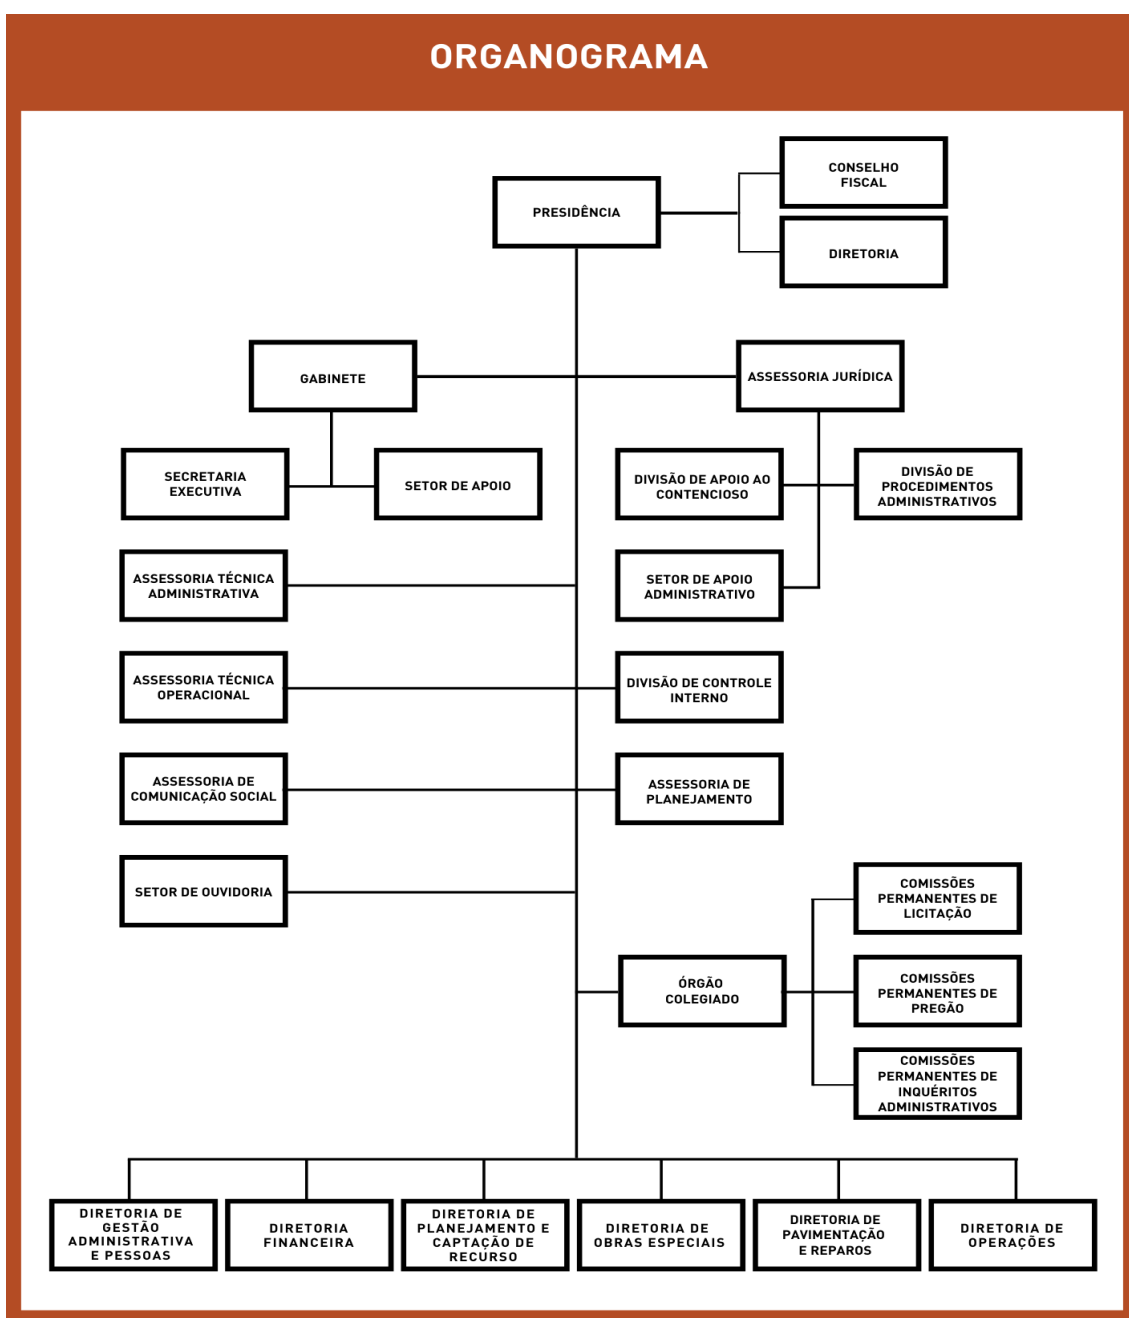 ORGANOGRAMA
CONSELHO
FISCAL
PRESIDÊNCIA
DIRETORIA
GABINETE
ASSESSORIA JURÍDICA
SECRETARIA
EXECUTIVA
SETOR DE APOIO
DIVISÃO DE APOIO AO
CONTENCIOSO
DIVISÃO DE
PROCEDIMENTOS
ADMINISTRATIVOS
ASSESSORIA TÉCNICA
ADMINISTRATIVA
SETOR DE APOIO
ADMINISTRATIVO
ASSESSORIA TÉCNICA
OPERACIONAL
DIVISÃO DE CONTROLE
INTERNO
ASSESSORIA DE
COMUNICAÇÃO SOCIAL
ASSESSORIA DE
PLANEJAMENTO
SETOR DE OUVIDORIA
COMISSÕES
PERMANENTES DE
LICITAÇÃO
ÓRGÃO
COLEGIADO
COMISSÕES
PERMANENTES DE
PREGÃO
COMISSÕES
PERMANENTES DE
INQUÉRITOS
ADMINISTRATIVOS
DIRETORIA DE
GESTÃO
ADMINISTRATIVA
E PESSOAS
DIRETORIA
FINANCEIRA
DIRETORIA DE
PLANEJAMENTO E
CAPTAÇÃO DE
RECURSO
DIRETORIA DE
OBRAS ESPECIAIS
DIRETORIA DE
PAVIMENTAÇÃO
E REPAROS
DIRETORIA DE
OPERAÇÕES